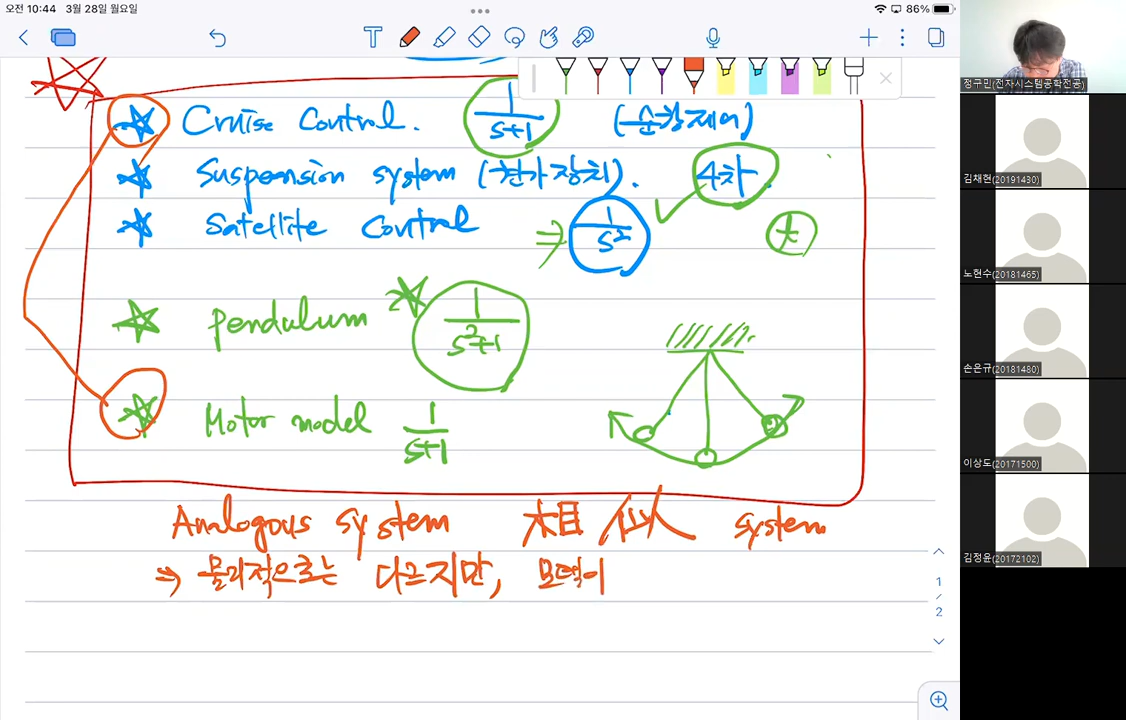 오전 10:44 3월 28일 월요일
86%
Cruise Control. 1/(s+1) (순항제어)
Suspension system (현가장치). 4차.
Satellite Control ⇒ 1/s² t
pendulum 1/(s²+1)
Motor model 1/(s+1)
Analogous system 相似 system
⇒ 물리적으로는 다르지만, 모델이
1
/
2
정구민(전자시스템공학전공)
김채현(20191430)
노현수(20181465)
손은규(20181480)
이상도(20171500)
김정윤(20172102)